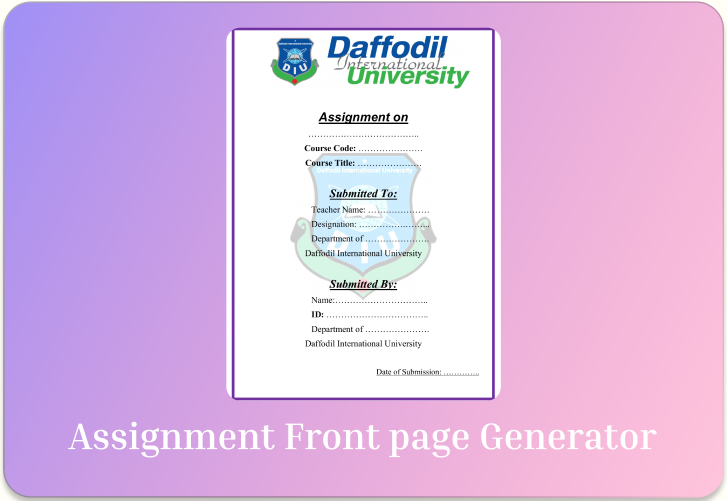 Daffodil
International
University
DIU
Assignment on
………………………………..
Course Code: …………………
Course Title: …………………
Daffodil International University
Submitted To:
Teacher Name: …………………
Designation: …………………...
Department of ………………….
Daffodil International University
DIU
Submitted By:
Name:…………………………..
ID: ……………………………..
Department of ………………….
Daffodil International University
Date of Submission: ………….
Assignment Front page Generator